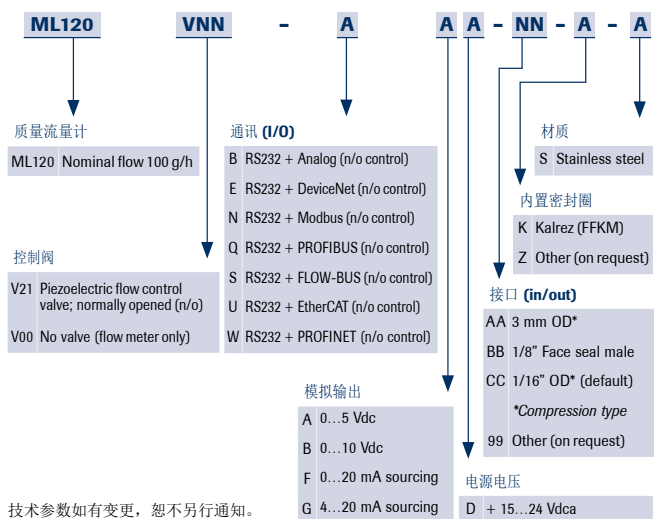 ML120 VNN - A A A - NN - A - A
质量流量计
ML120 Nominal flow 100 g/h
控制阀
V21 Piezoelectric flow control
valve; normally opened (n/o)
V00 No valve (flow meter only)
通讯 (I/O)
B RS232 + Analog (n/o control)
E RS232 + DeviceNet (n/o control)
N RS232 + Modbus (n/o control)
Q RS232 + PROFIBUS (n/o control)
S RS232 + FLOW-BUS (n/o control)
U RS232 + EtherCAT (n/o control)
W RS232 + PROFINET (n/o control)
模拟输出
A 0...5 Vdc
B 0...10 Vdc
F 0...20 mA sourcing
G 4...20 mA sourcing
材质
S Stainless steel
内置密封圈
K Kalrez (FFKM)
Z Other (on request)
接口 (in/out)
AA 3 mm OD*
BB 1/8” Face seal male
CC 1/16” OD* (default)
*Compression type
99 Other (on request)
电源电压
D + 15...24 Vdca
技术参数如有变更，恕不另行通知。